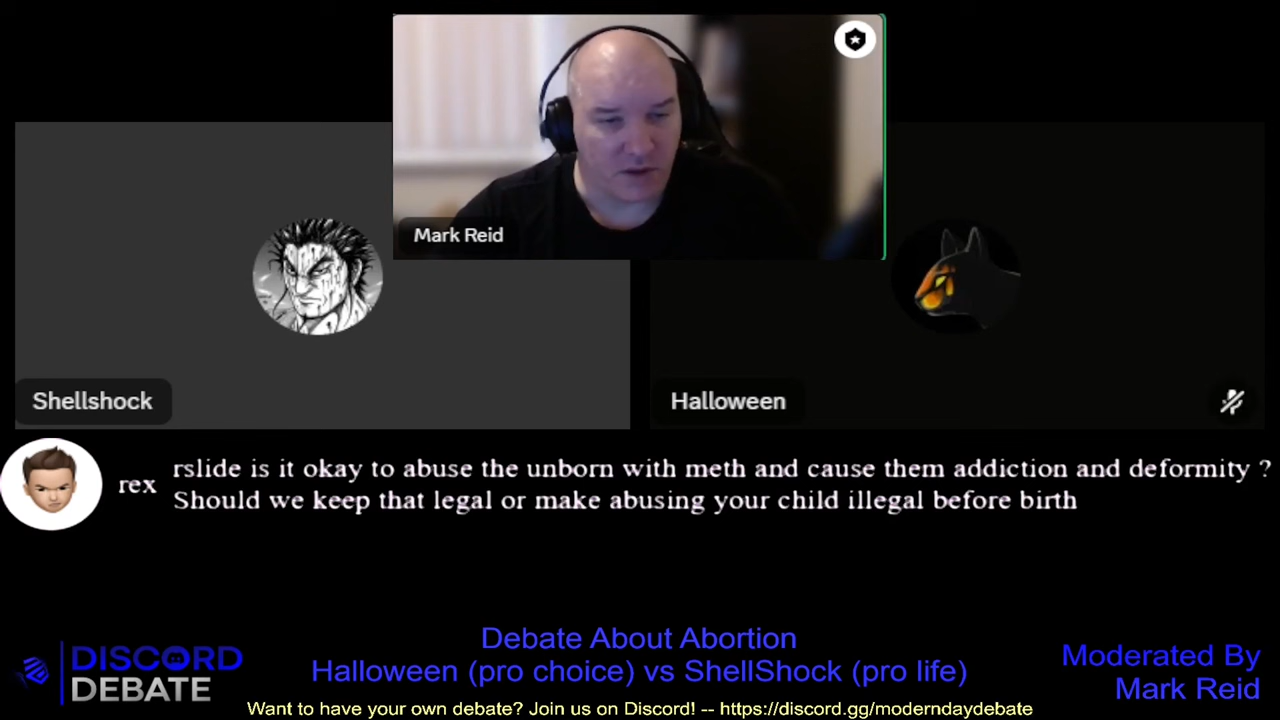 Mark Reid
Shellshock
Halloween
rex
rslide is it okay to abuse the unborn with meth and cause them addiction and deformity ?
Should we keep that legal or make abusing your child illegal before birth
DISCORD
DEBATE
Debate About Abortion
Halloween (pro choice) vs ShellShock (pro life)
Moderated By
Mark Reid
Want to have your own debate? Join us on Discord! -- https://discord.gg/moderndaydebate